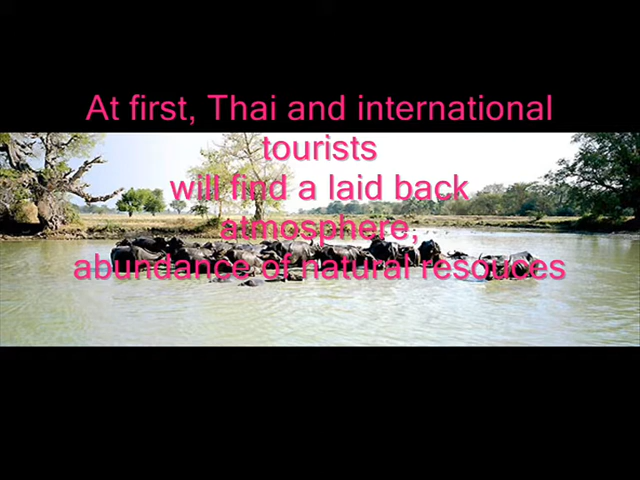 At first, Thai and international
tourists
will find a laid back
atmosphere,
abundance of natural resouces